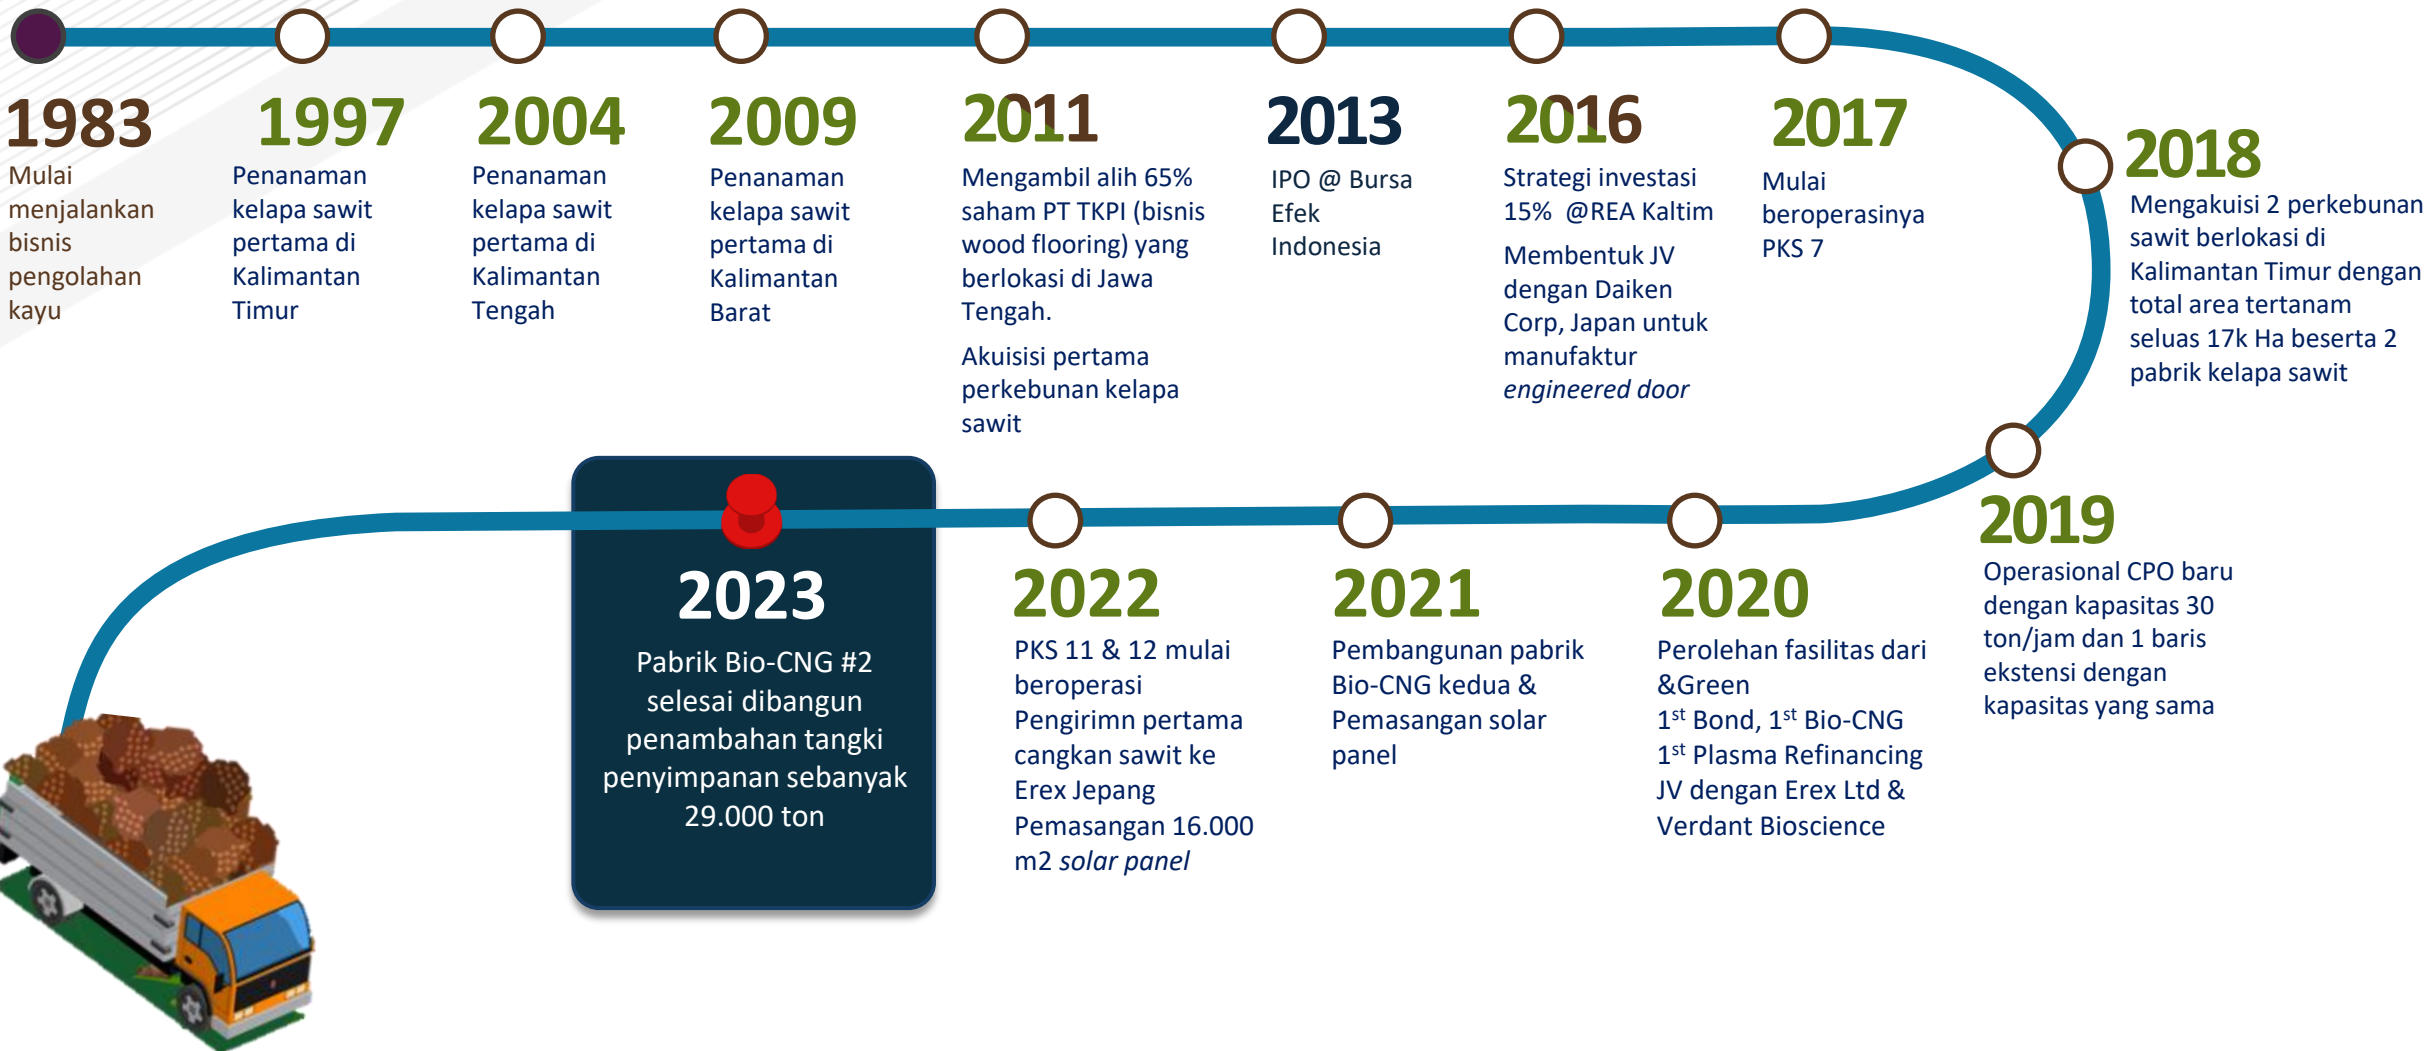 1983
Mulai
menjalankan
bisnis
pengolahan
kayu
1997
Penanaman
kelapa sawit
pertama di
Kalimantan
Timur
2004
Penanaman
kelapa sawit
pertama di
Kalimantan
Tengah
2009
Penanaman
kelapa sawit
pertama di
Kalimantan
Barat
2011
Mengambil alih 65%
saham PT TKPI (bisnis
wood flooring) yang
berlokasi di Jawa
Tengah.
Akuisisi pertama
perkebunan kelapa
sawit
2013
IPO @ Bursa
Efek
Indonesia
2016
Strategi investasi
15% @REA Kaltim
Membentuk JV
dengan Daiken
Corp, Japan untuk
manufaktur
engineered door
2017
Mulai
beroperasinya
PKS 7
2018
Mengakuisi 2 perkebunan
sawit berlokasi di
Kalimantan Timur dengan
total area tertanam
seluas 17k Ha beserta 2
pabrik kelapa sawit
2019
Operasional CPO baru
dengan kapasitas 30
ton/jam dan 1 baris
ekstensi dengan
kapasitas yang sama
2020
Perolehan fasilitas dari
&Green
1st Bond, 1st Bio-CNG
1st Plasma Refinancing
JV dengan Erex Ltd &
Verdant Bioscience
2021
Pembangunan pabrik
Bio-CNG kedua &
Pemasangan solar
panel
2022
PKS 11 & 12 mulai
beroperasi
Pengirimn pertama
cangkan sawit ke
Erex Jepang
Pemasangan 16.000
m2 solar panel
2023
Pabrik Bio-CNG #2
selesai dibangun
penambahan tangki
penyimpanan sebanyak
29.000 ton